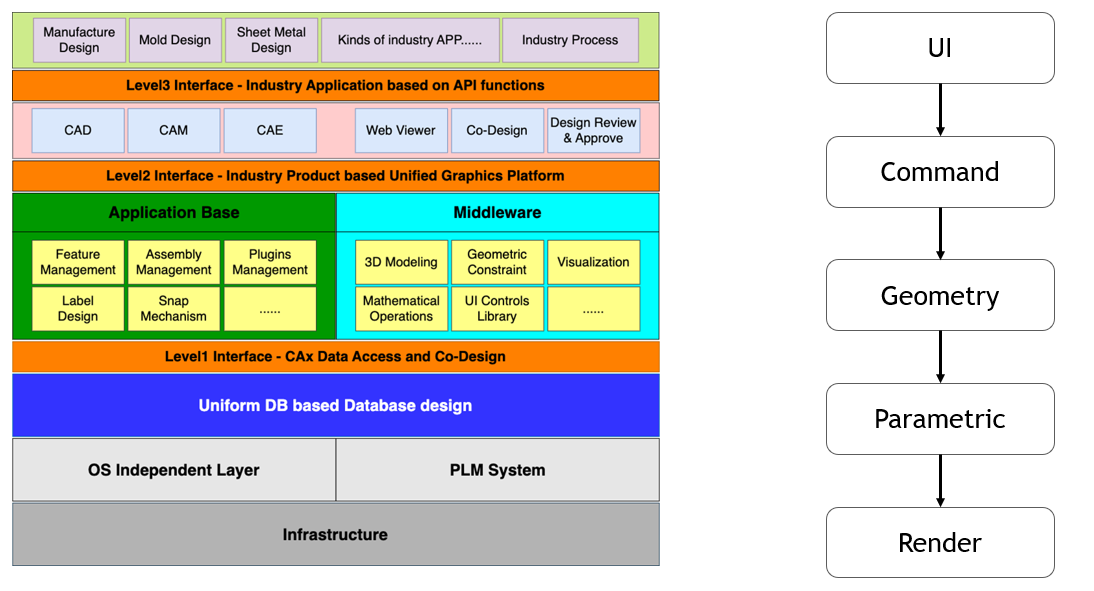 Manufacture
Design
Mold Design
Sheet Metal
Design
Kinds of industry APP......
Industry Process
Level3 Interface - Industry Application based on API functions
CAD
CAM
CAE
Web Viewer
Co-Design
Design Review
& Approve
Level2 Interface - Industry Product based Unified Graphics Platform
Application Base
Middleware
Feature
Management
Assembly
Management
Plugins
Management
3D Modeling
Geometric
Constraint
Visualization
Label
Design
Snap
Mechanism
......
Mathematical
Operations
UI Controls
Library
......
Level1 Interface - CAx Data Access and Co-Design
Uniform DB based Database design
OS Independent Layer
PLM System
Infrastructure
UI
Command
Geometry
Parametric
Render